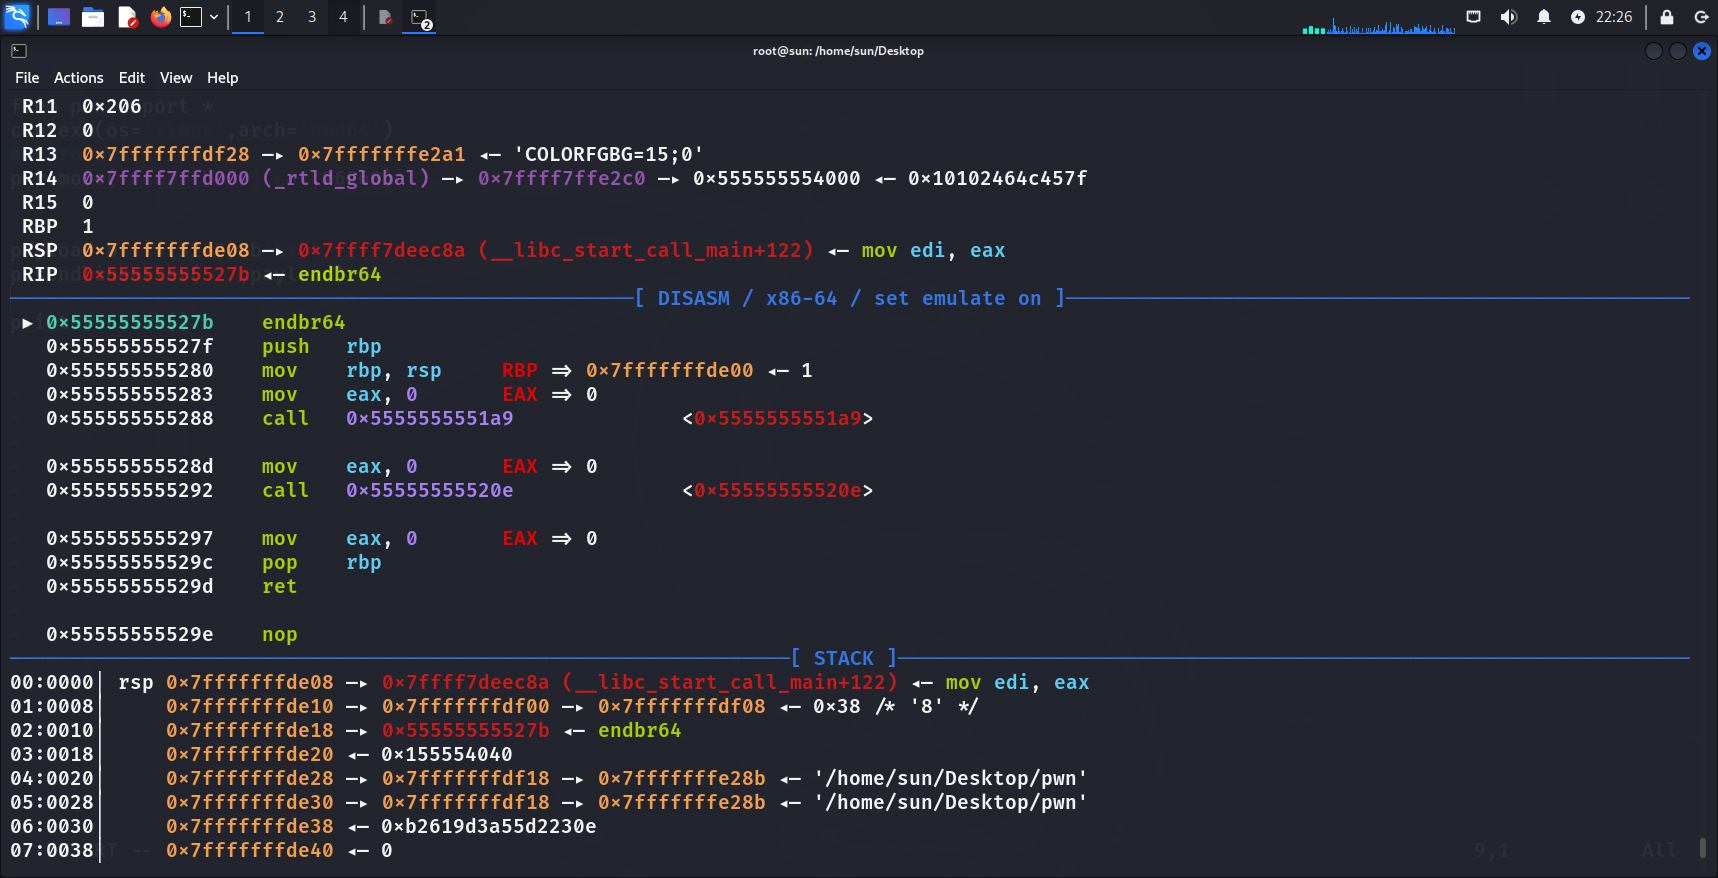 1 2 3 4 2 22:26
root@sun: /home/sun/Desktop
File Actions Edit View Help
R11 0×206
R12 0
R13 0×7fffffffdf28 —▸ 0×7fffffffe2a1 ◂— 'COLORFGBG=15;0'
R14 0×7ffff7ffd000 (_rtld_global) —▸ 0×7ffff7ffe2c0 —▸ 0×555555554000 ◂— 0×10102464c457f
R15 0
RBP 1
RSP 0×7fffffffde08 —▸ 0×7ffff7deec8a (__libc_start_call_main+122) ◂— mov edi, eax
RIP 0×55555555527b ◂— endbr64
[ DISASM / x86-64 / set emulate on ]
► 0×55555555527b endbr64
0×55555555527f push rbp
0×555555555280 mov rbp, rsp RBP => 0×7fffffffde00 ◂— 1
0×555555555283 mov eax, 0 EAX => 0
0×555555555288 call 0×5555555551a9 <0×5555555551a9>
0×55555555528d mov eax, 0 EAX => 0
0×555555555292 call 0×55555555520e <0×55555555520e>
0×555555555297 mov eax, 0 EAX => 0
0×55555555529c pop rbp
0×55555555529d ret
0×55555555529e nop
[ STACK ]
00:0000│ rsp 0×7fffffffde08 —▸ 0×7ffff7deec8a (__libc_start_call_main+122) ◂— mov edi, eax
01:0008│ 0×7fffffffde10 —▸ 0×7fffffffdf00 —▸ 0×7fffffffdf08 ◂— 0×38 /* '8' */
02:0010│ 0×7fffffffde18 —▸ 0×55555555527b ◂— endbr64
03:0018│ 0×7fffffffde20 ◂— 0×155554040
04:0020│ 0×7fffffffde28 —▸ 0×7fffffffdf18 —▸ 0×7fffffffe28b ◂— '/home/sun/Desktop/pwn'
05:0028│ 0×7fffffffde30 —▸ 0×7fffffffdf18 —▸ 0×7fffffffe28b ◂— '/home/sun/Desktop/pwn'
06:0030│ 0×7fffffffde38 ◂— 0×b2619d3a55d2230e
07:0038│ 0×7fffffffde40 ◂— 0
9,1 All